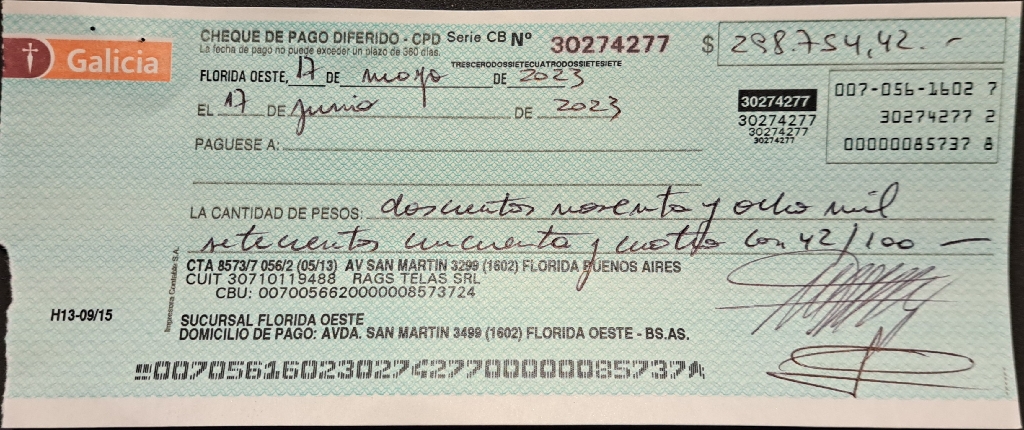 Galicia
CHEQUE DE PAGO DIFERIDO - CPD Serie CB Nº 30274277 $ 298.754,42.-
La fecha de pago no puede exceder un plazo de 360 días.
TRESCERODOSSIETECUATRODOSSIETESIETE
FLORIDA OESTE, 17 DE mayo DE 2023
EL 17 DE Junio DE 2023
30274277
30274277
30274277
30274277
007-056-1602 7
30274277 2
00000085737 8
PAGUESE A:
LA CANTIDAD DE PESOS: doscientos noventa y ocho mil
setecientos cincuenta y cuatro con 42/100 —
CTA 8573/7 056/2 (05/13) AV SAN MARTIN 3299 (1602) FLORIDA BUENOS AIRES
CUIT 30710119488 RAGS TELAS SRL
CBU: 0070056620000008573724
Impresora Contable S.A.
H13-09/15
SUCURSAL FLORIDA OESTE
DOMICILIO DE PAGO: AVDA. SAN MARTIN 3499 (1602) FLORIDA OESTE - BS.AS.
00705616023027427700000085737